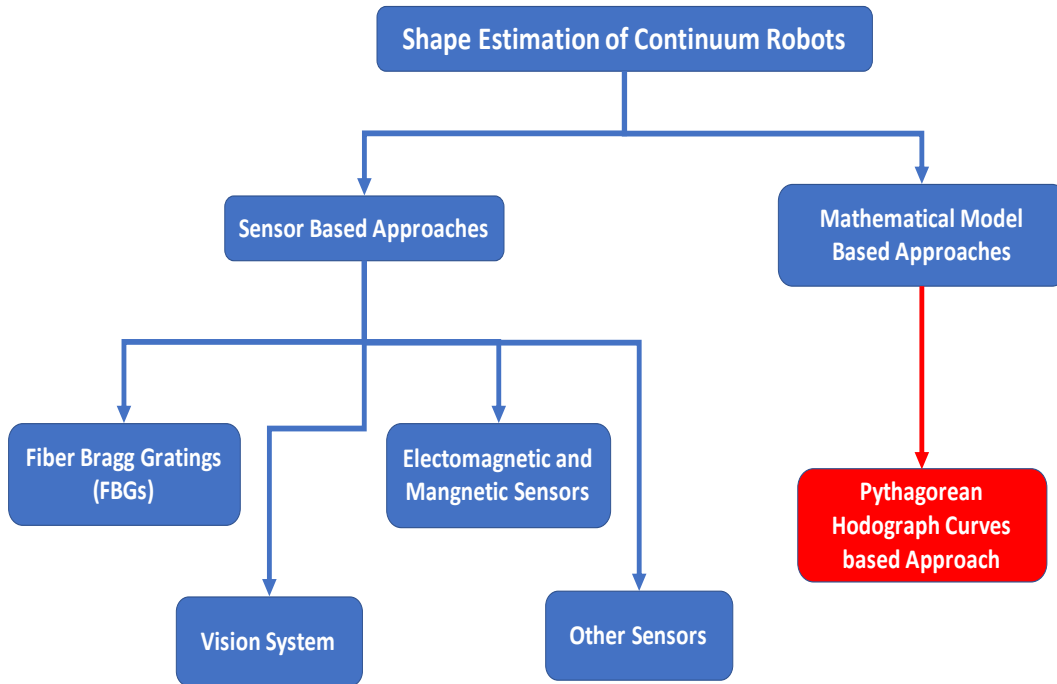 Shape Estimation of Continuum Robots
Sensor Based Approaches
Mathematical Model
Based Approaches
Fiber Bragg Gratings
(FBGs)
Electomagnetic and
Mangnetic Sensors
Pythagorean
Hodograph Curves
based Approach
Vision System
Other Sensors